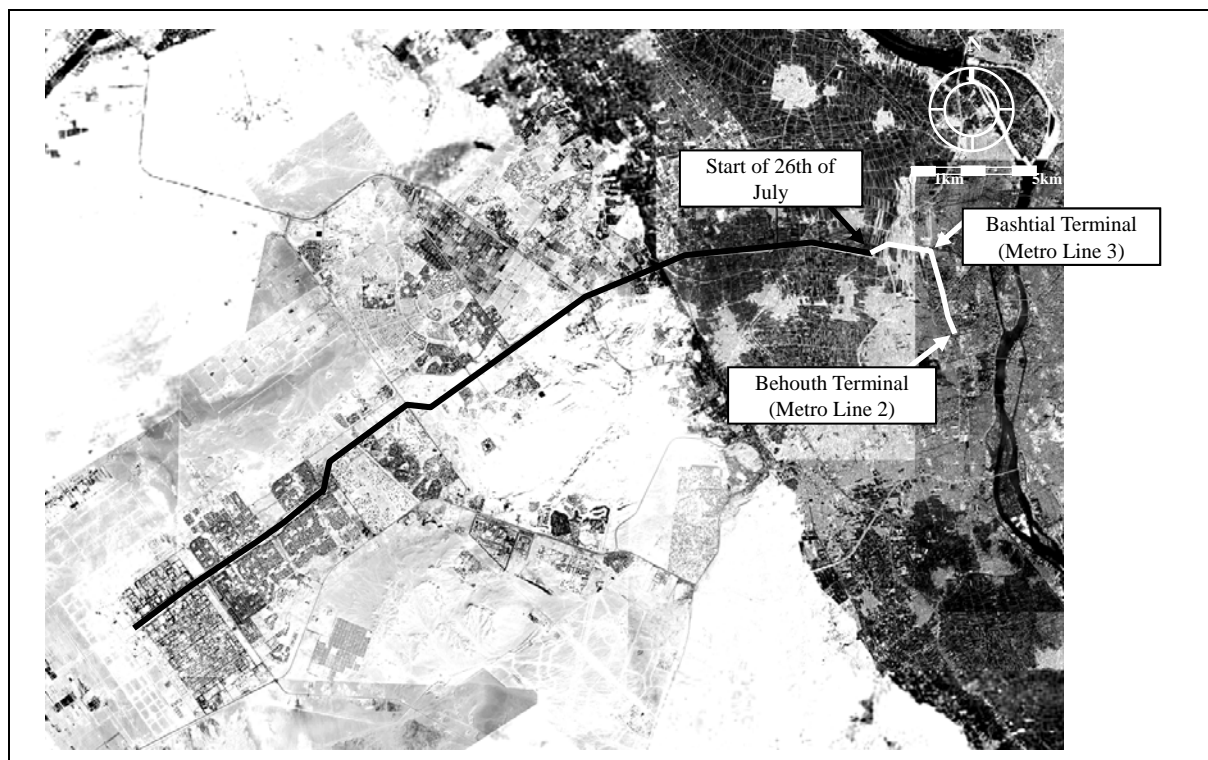 N
1km 5km
Start of 26th of
July
Bashtial Terminal
(Metro Line 3)
Behouth Terminal
(Metro Line 2)